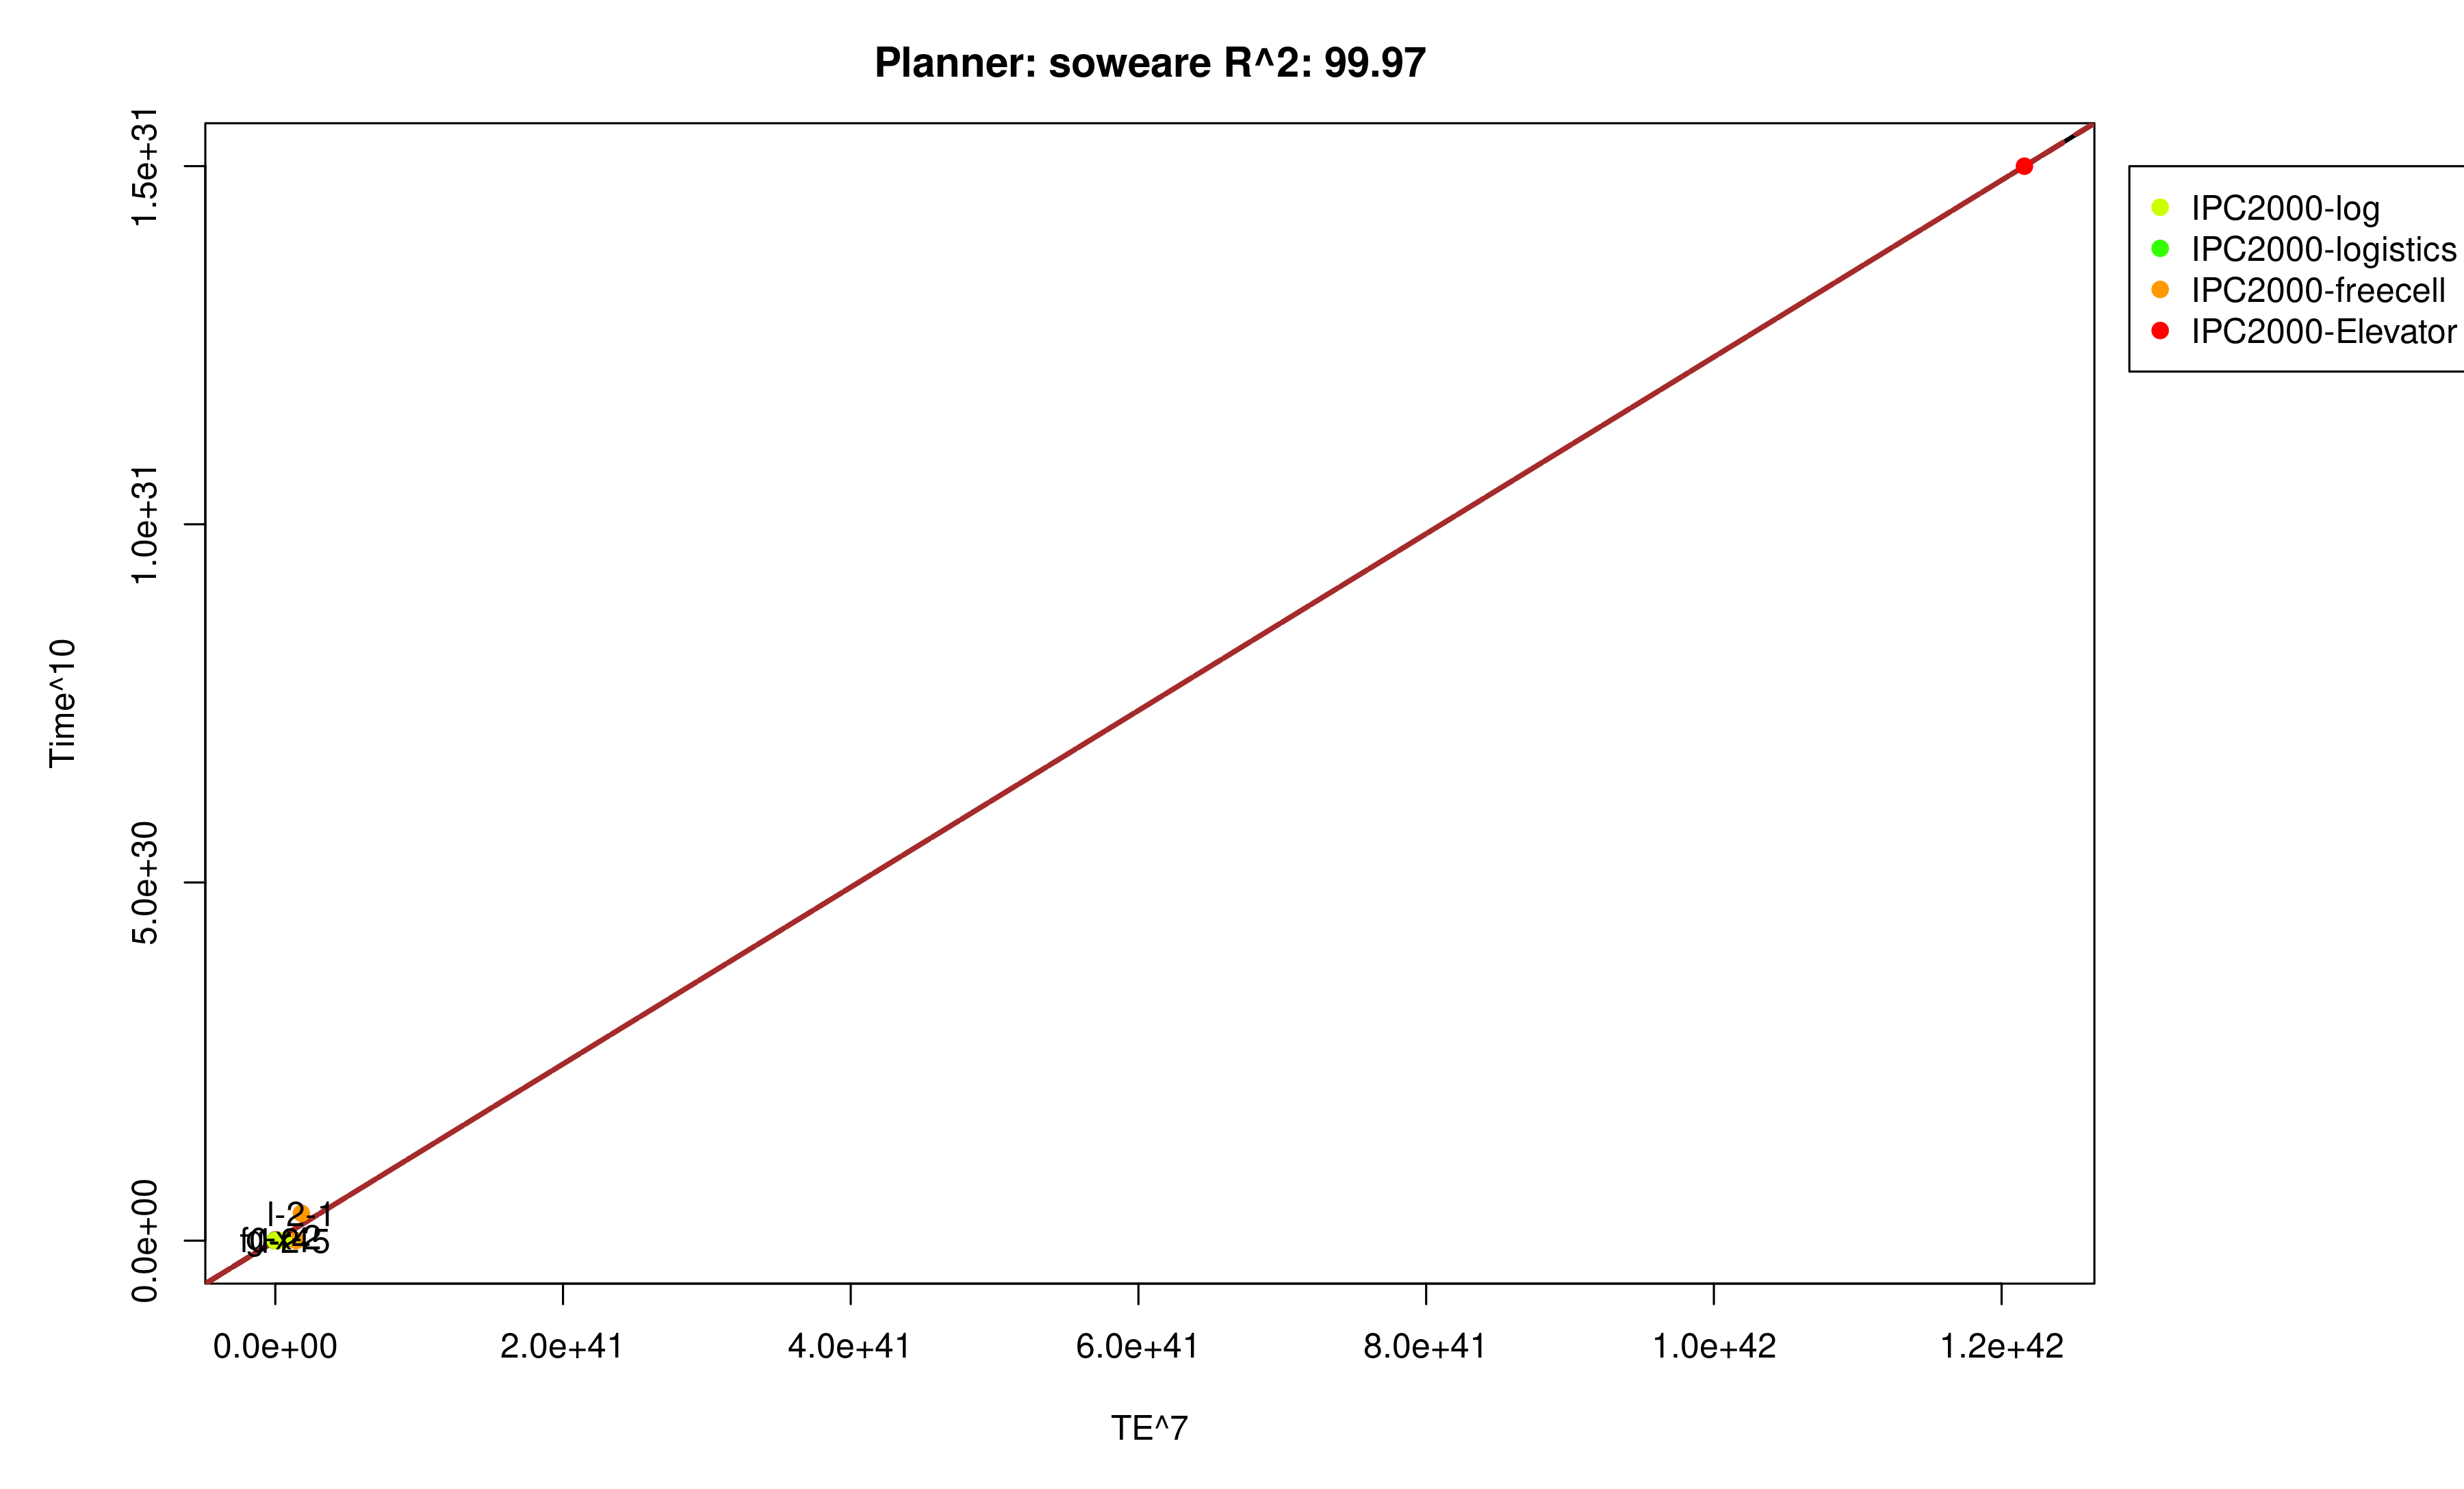 Planner: soweare R^2: 99.97
1.5e+31
1.0e+31
5.0e+30
0.0e+00
Time^10
IPC2000-log
IPC2000-logistics
IPC2000-freecell
IPC2000-Elevator
l-2-1
0.0e+00
2.0e+41
4.0e+41
6.0e+41
8.0e+41
1.0e+42
1.2e+42
TE^7